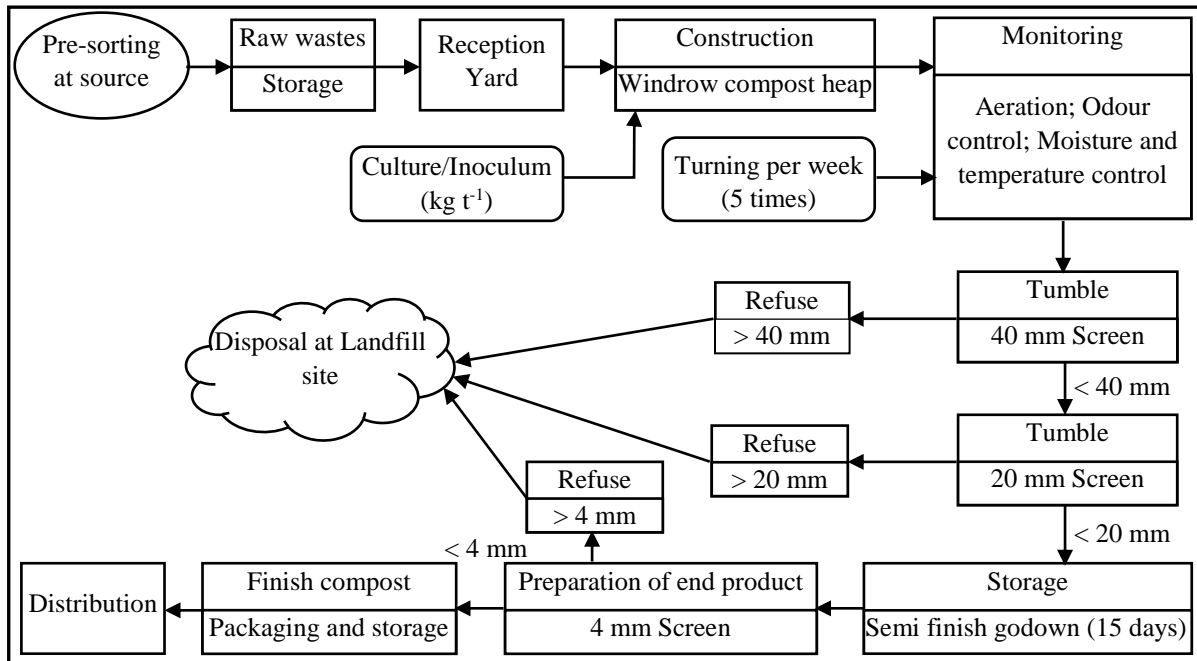 Pre-sorting
at source
Raw wastes
Storage
Reception
Yard
Construction
Windrow compost heap
Monitoring
Aeration; Odour
control; Moisture and
temperature control
Culture/Inoculum
(kg t⁻¹)
Turning per week
(5 times)
Tumble
40 mm Screen
Refuse
> 40 mm
Disposal at Landfill
site
< 40 mm
Tumble
20 mm Screen
Refuse
> 20 mm
Refuse
> 4 mm
< 20 mm
< 4 mm
Storage
Semi finish godown (15 days)
Preparation of end product
4 mm Screen
Finish compost
Packaging and storage
Distribution